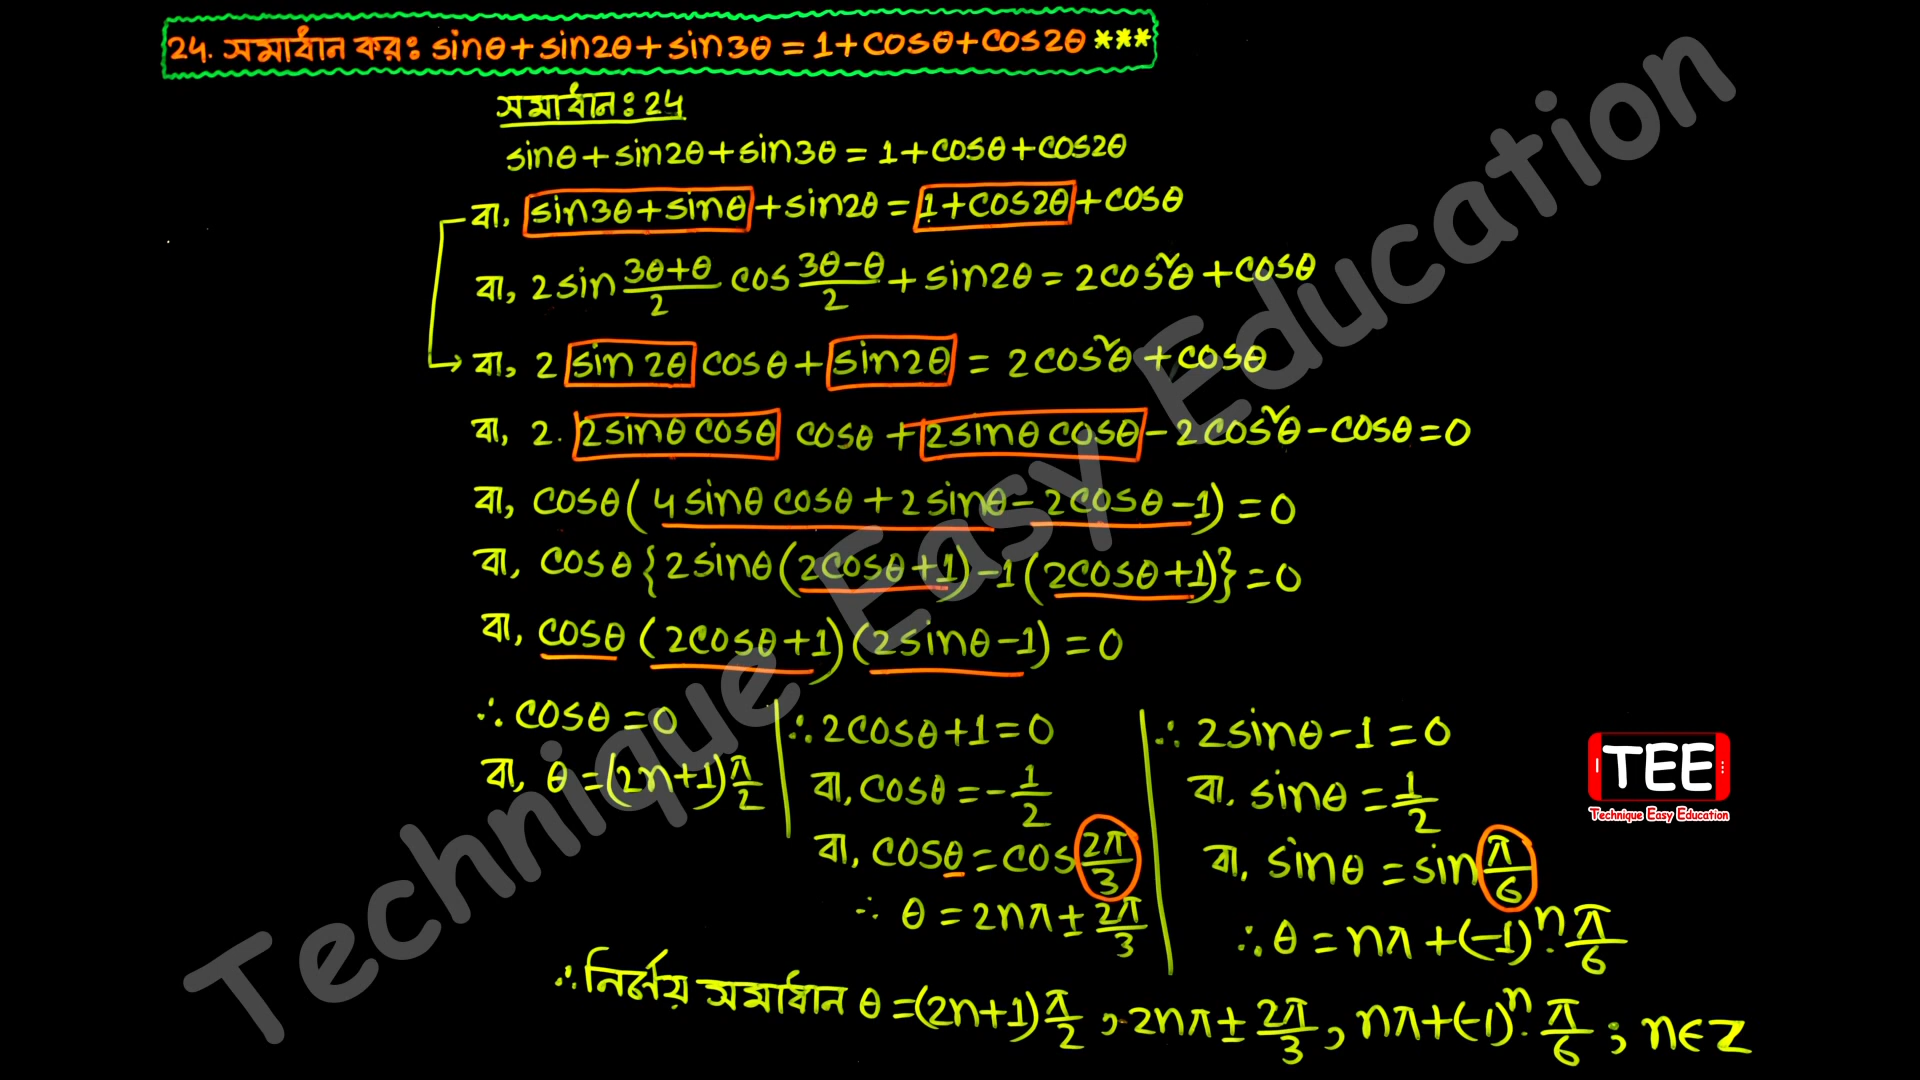 24. সমাধান করঃ sinθ+sin2θ+sin3θ = 1+cosθ+cos2θ ***
সমাধান: 24
sinθ+sin2θ+sin3θ = 1+cosθ+cos2θ
বা, sin3θ+sinθ +sin2θ = 1+cos2θ +cosθ
বা, 2sin (3θ+θ)/2 cos (3θ-θ)/2 + sin2θ = 2cos²θ +cosθ
বা, 2 sin 2θ cosθ + sin2θ = 2cos²θ +cosθ
বা, 2. 2sinθ cosθ cosθ + 2sinθ cosθ - 2cos²θ - cosθ = 0
বা, cosθ( 4sinθ cosθ + 2sinθ - 2cosθ -1) = 0
বা, cosθ {2sinθ(2cosθ+1) -1(2cosθ+1)} = 0
বা, cosθ (2cosθ+1)(2sinθ-1) = 0
∴ cosθ = 0
বা, θ = (2n+1)π/2
∴ 2cosθ+1 = 0
বা, cosθ = -1/2
বা, cosθ = cos 2π/3
∴ θ = 2nπ ± 2π/3
∴ 2sinθ-1 = 0
বা. sinθ = 1/2
বা, sinθ = sin π/6
∴ θ = nπ +(-1)ⁿ. π/6
∴ নির্ণেয় সমাধান θ = (2n+1)π/2 , 2nπ ± 2π/3 , nπ+(-1)ⁿ. π/6 ; n∈Z
TEE
Technique Easy Education
Technique Easy Education